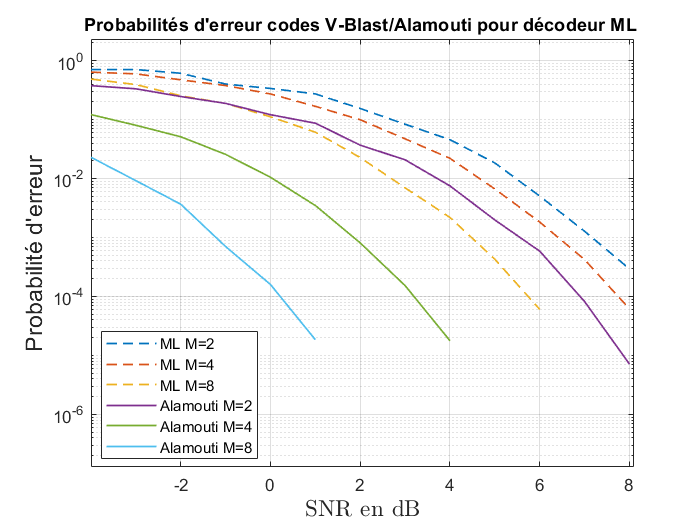 Probabilités d'erreur codes V-Blast/Alamouti pour décodeur ML
Probabilité d'erreur
10^0
10^-2
10^-4
10^-6
ML M=2
ML M=4
ML M=8
Alamouti M=2
Alamouti M=4
Alamouti M=8
-2 0 2 4 6 8
SNR en dB